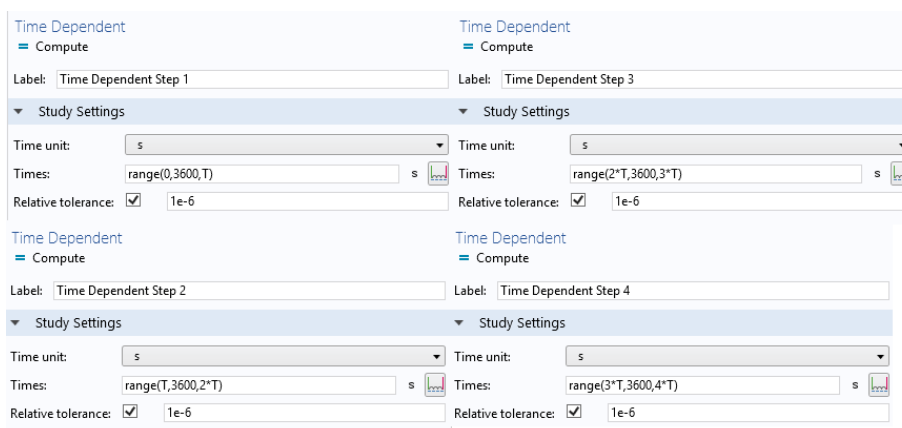 Time Dependent
= Compute
Label: Time Dependent Step 1
Study Settings
Time unit: s
Times: range(0,3600,T) s
Relative tolerance: 1e-6
Time Dependent
= Compute
Label: Time Dependent Step 3
Study Settings
Time unit: s
Times: range(2*T,3600,3*T) s
Relative tolerance: 1e-6
Time Dependent
= Compute
Label: Time Dependent Step 2
Study Settings
Time unit: s
Times: range(T,3600,2*T) s
Relative tolerance: 1e-6
Time Dependent
= Compute
Label: Time Dependent Step 4
Study Settings
Time unit: s
Times: range(3*T,3600,4*T) s
Relative tolerance: 1e-6